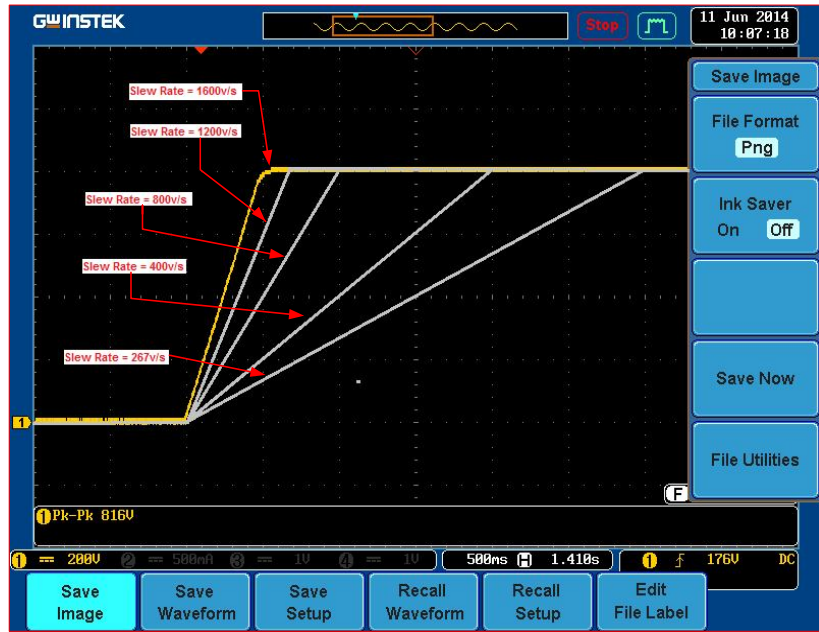 GWINSTEK
Stop
11 Jun 2014
10:07:18
Slew Rate = 1600v/s
Slew Rate = 1200v/s
Slew Rate = 800v/s
Slew Rate = 400v/s
Slew Rate = 267v/s
Save Image
File Format
Png
Ink Saver
On Off
Save Now
File Utilities
1
F
1 Pk-Pk 816V
1 200V 2 500mA 3 1V 4 1V 500ms H 1.410s 1 176V DC
Save Image
Save Waveform
Save Setup
Recall Waveform
Recall Setup
Edit File Label